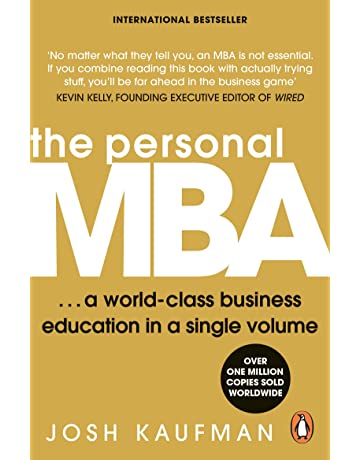 INTERNATIONAL BESTSELLER
‘No matter what they tell you, an MBA is not essential.
If you combine reading this book with actually trying
stuff, you’ll be far ahead in the business game’
KEVIN KELLY, FOUNDING EXECUTIVE EDITOR OF WIRED
the personal
MBA
...a world-class business
education in a single volume
OVER
ONE MILLION
COPIES SOLD
WORLDWIDE
JOSH KAUFMAN